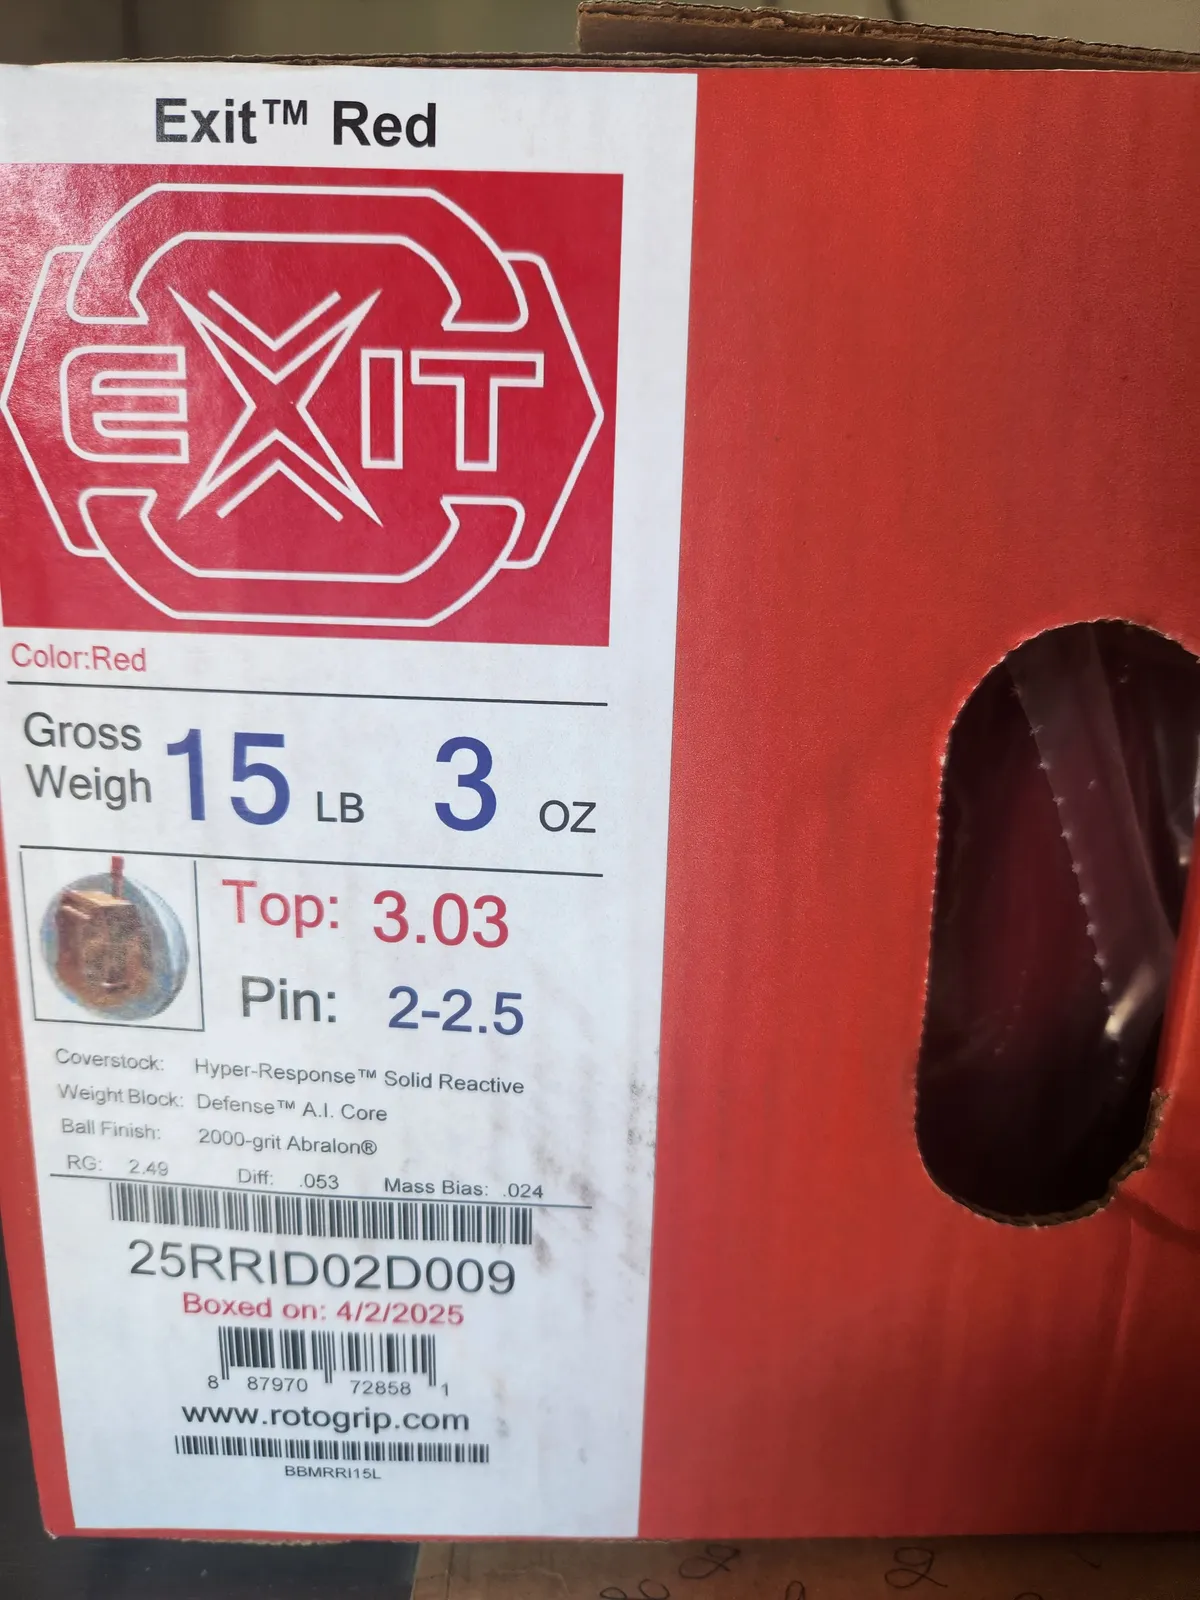 Exit™ Red
EXIT
Color:Red
Gross
Weigh 15 LB 3 OZ
Top: 3.03
Pin: 2-2.5
Coverstock: Hyper-Response™ Solid Reactive
Weight Block: Defense™ A.I. Core
Ball Finish: 2000-grit Abralon®
RG: 2.49 Diff: .053 Mass Bias: .024
25RRID02D009
Boxed on: 4/2/2025
8 87970 72858 1
www.rotogrip.com
BBMRRI15L